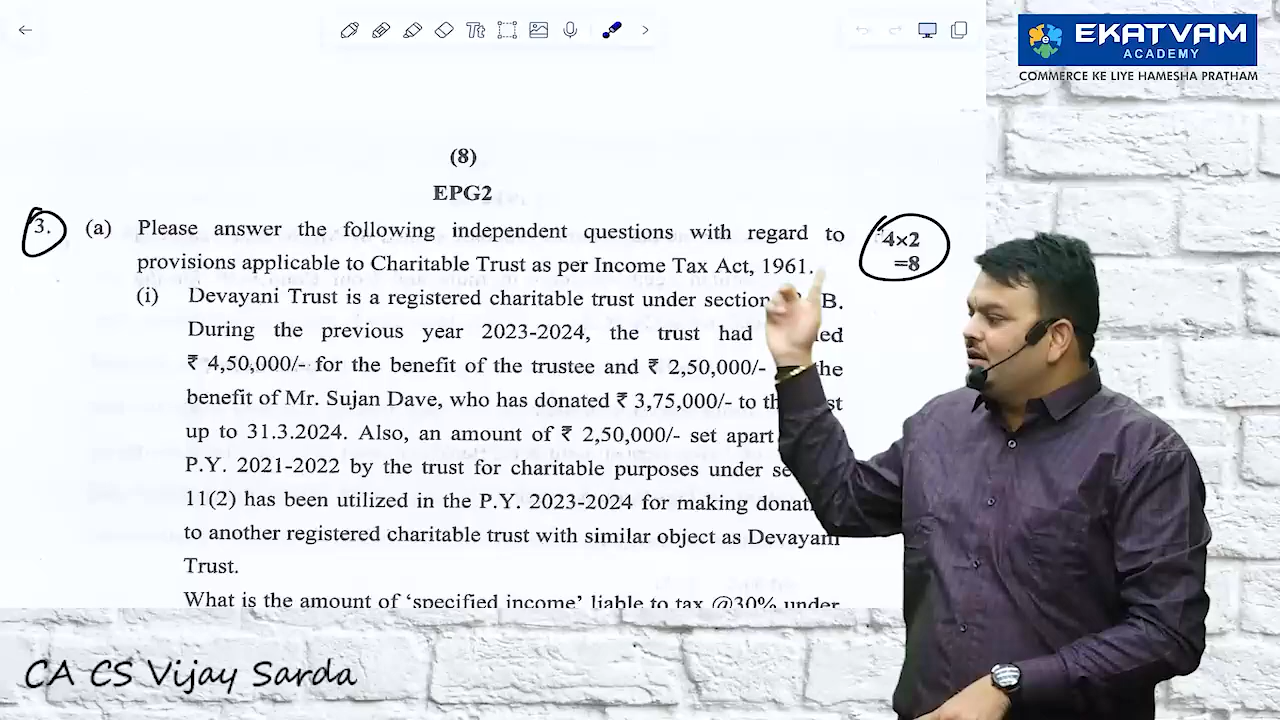 EKATVAM
ACADEMY
COMMERCE KE LIYE HAMESHA PRATHAM
Tt
(8)
EPG2
3. (a) Please answer the following independent questions with regard to 4×2
provisions applicable to Charitable Trust as per Income Tax Act, 1961. =8
(i) Devayani Trust is a registered charitable trust under section B.
During the previous year 2023-2024, the trust had
₹ 4,50,000/- for the benefit of the trustee and ₹ 2,50,000/- the
benefit of Mr. Sujan Dave, who has donated ₹ 3,75,000/- to
up to 31.3.2024. Also, an amount of ₹ 2,50,000/- set apart
P.Y. 2021-2022 by the trust for charitable purposes under
11(2) has been utilized in the P.Y. 2023-2024 for making
to another registered charitable trust with similar object as Devayani
Trust.
What is the amount of 'specified income' liable to tax @30% under
CA CS Vijay Sarda